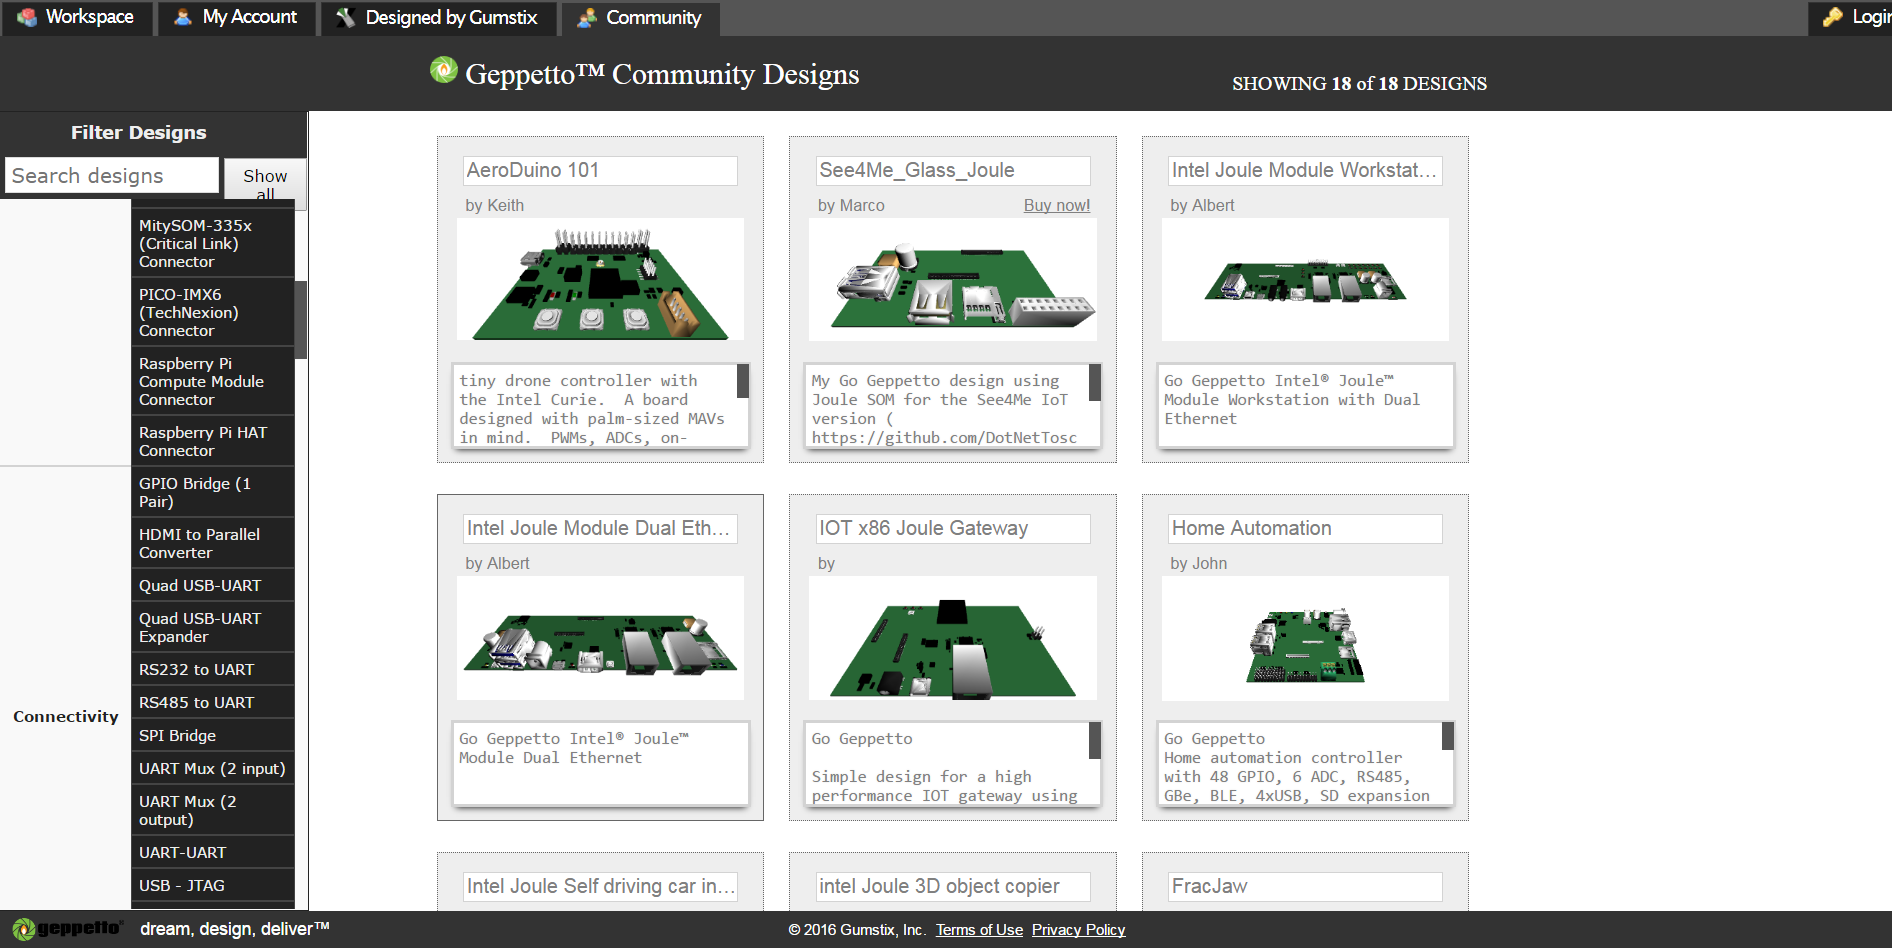 Workspace
My Account
Designed by Gumstix
Community
Login
Geppetto™ Community Designs
SHOWING 18 of 18 DESIGNS
Filter Designs
Search designs
Show
all
MitySOM-335x
(Critical Link)
Connector
PICO-IMX6
(TechNexion)
Connector
Raspberry Pi
Compute Module
Connector
Raspberry Pi HAT
Connector
Connectivity
GPIO Bridge (1
Pair)
HDMI to Parallel
Converter
Quad USB-UART
Quad USB-UART
Expander
RS232 to UART
RS485 to UART
SPI Bridge
UART Mux (2 input)
UART Mux (2
output)
UART-UART
USB - JTAG
AeroDuino 101
by Keith
tiny drone controller with
the Intel Curie.  A board
designed with palm-sized MAVs
in mind.  PWMs, ADCs, on-
See4Me_Glass_Joule
by Marco
Buy now!
My Go Geppetto design using
Joule SOM for the See4Me IoT
version (
https://github.com/DotNetTosc
Intel Joule Module Workstat...
by Albert
Go Geppetto Intel® Joule™
Module Workstation with Dual
Ethernet
Intel Joule Module Dual Eth...
by Albert
Go Geppetto Intel® Joule™
Module Dual Ethernet
IOT x86 Joule Gateway
by
Go Geppetto
Simple design for a high
performance IOT gateway using
Home Automation
by John
Go Geppetto
Home automation controller
with 48 GPIO, 6 ADC, RS485,
GBe, BLE, 4xUSB, SD expansion
Intel Joule Self driving car in...
intel Joule 3D object copier
FracJaw
geppetto®
dream, design, deliver™
© 2016 Gumstix, Inc. Terms of Use Privacy Policy